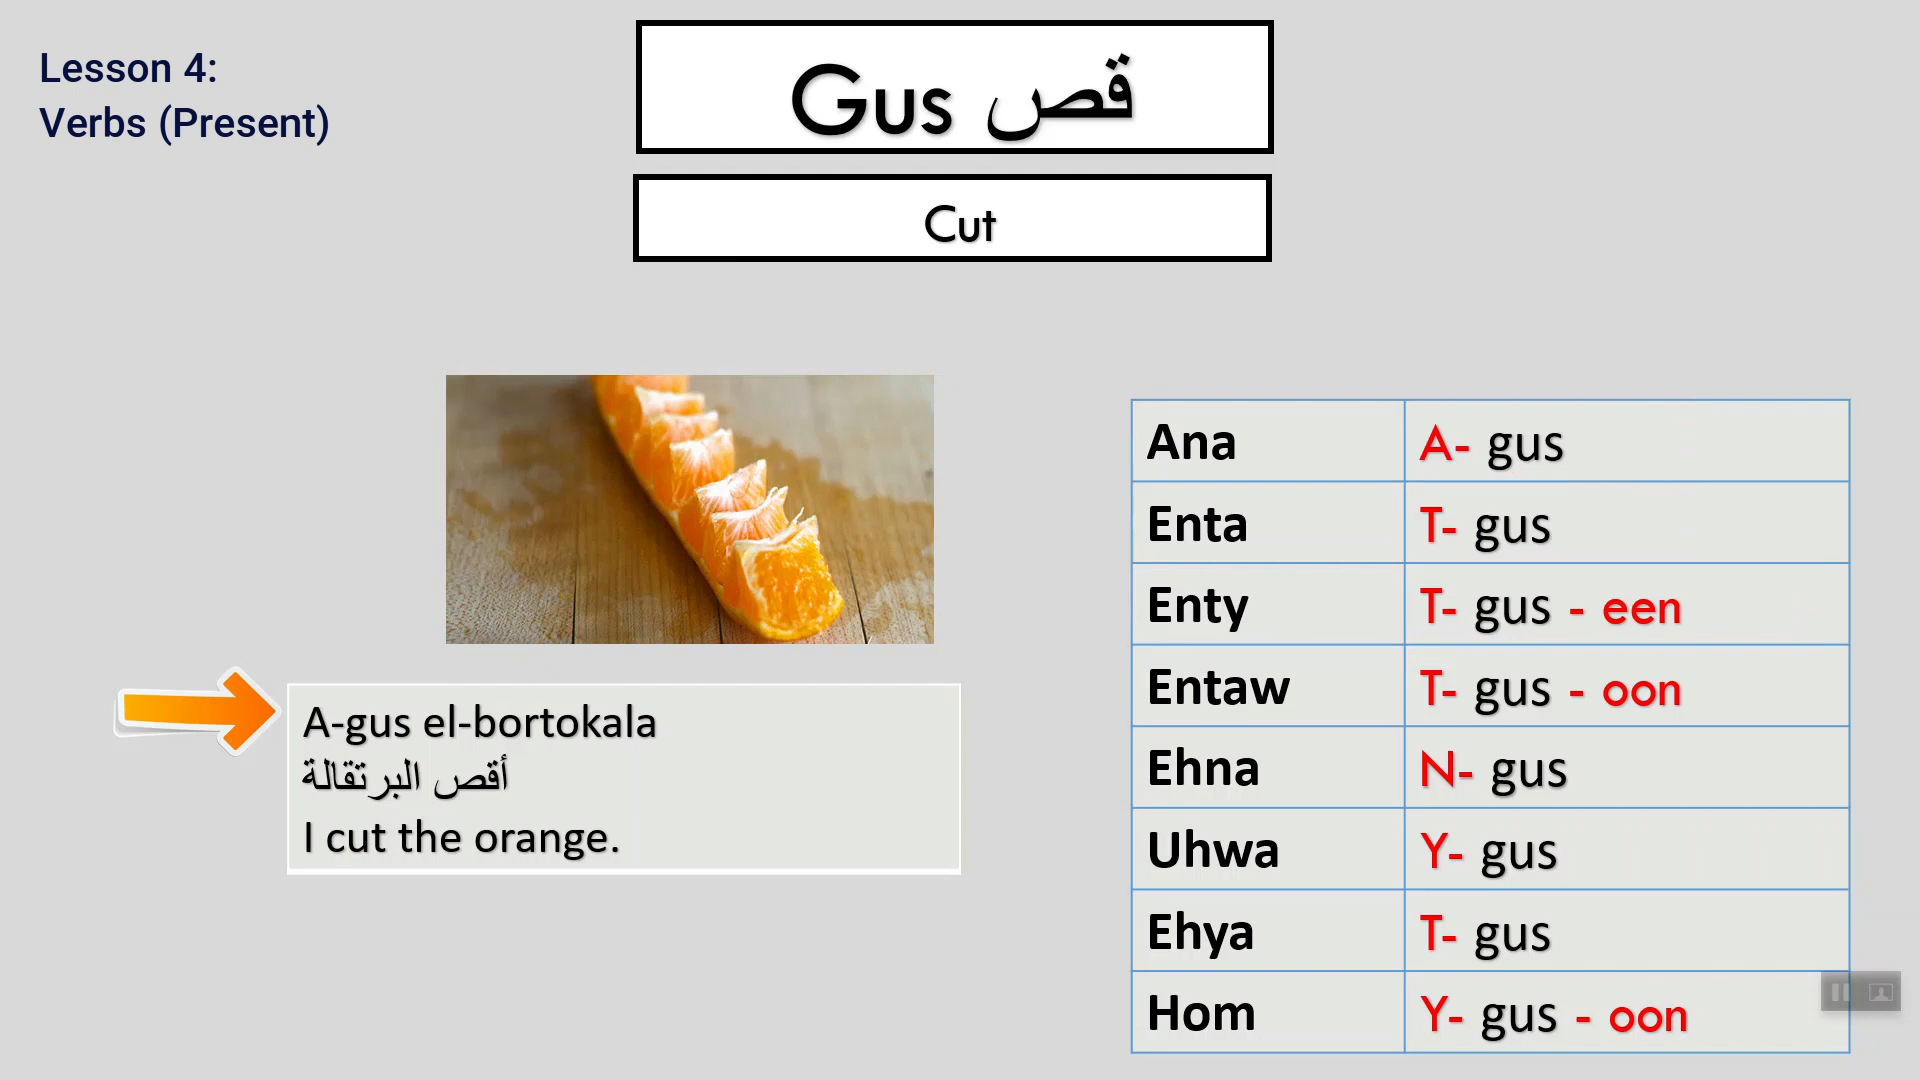 Lesson 4:
Verbs (Present)
Gus قص
Cut
A-gus el-bortokala
أقص البرتقالة
I cut the orange.
Ana A- gus
Enta T- gus
Enty T- gus - een
Entaw T- gus - oon
Ehna N- gus
Uhwa Y- gus
Ehya T- gus
Hom Y- gus - oon